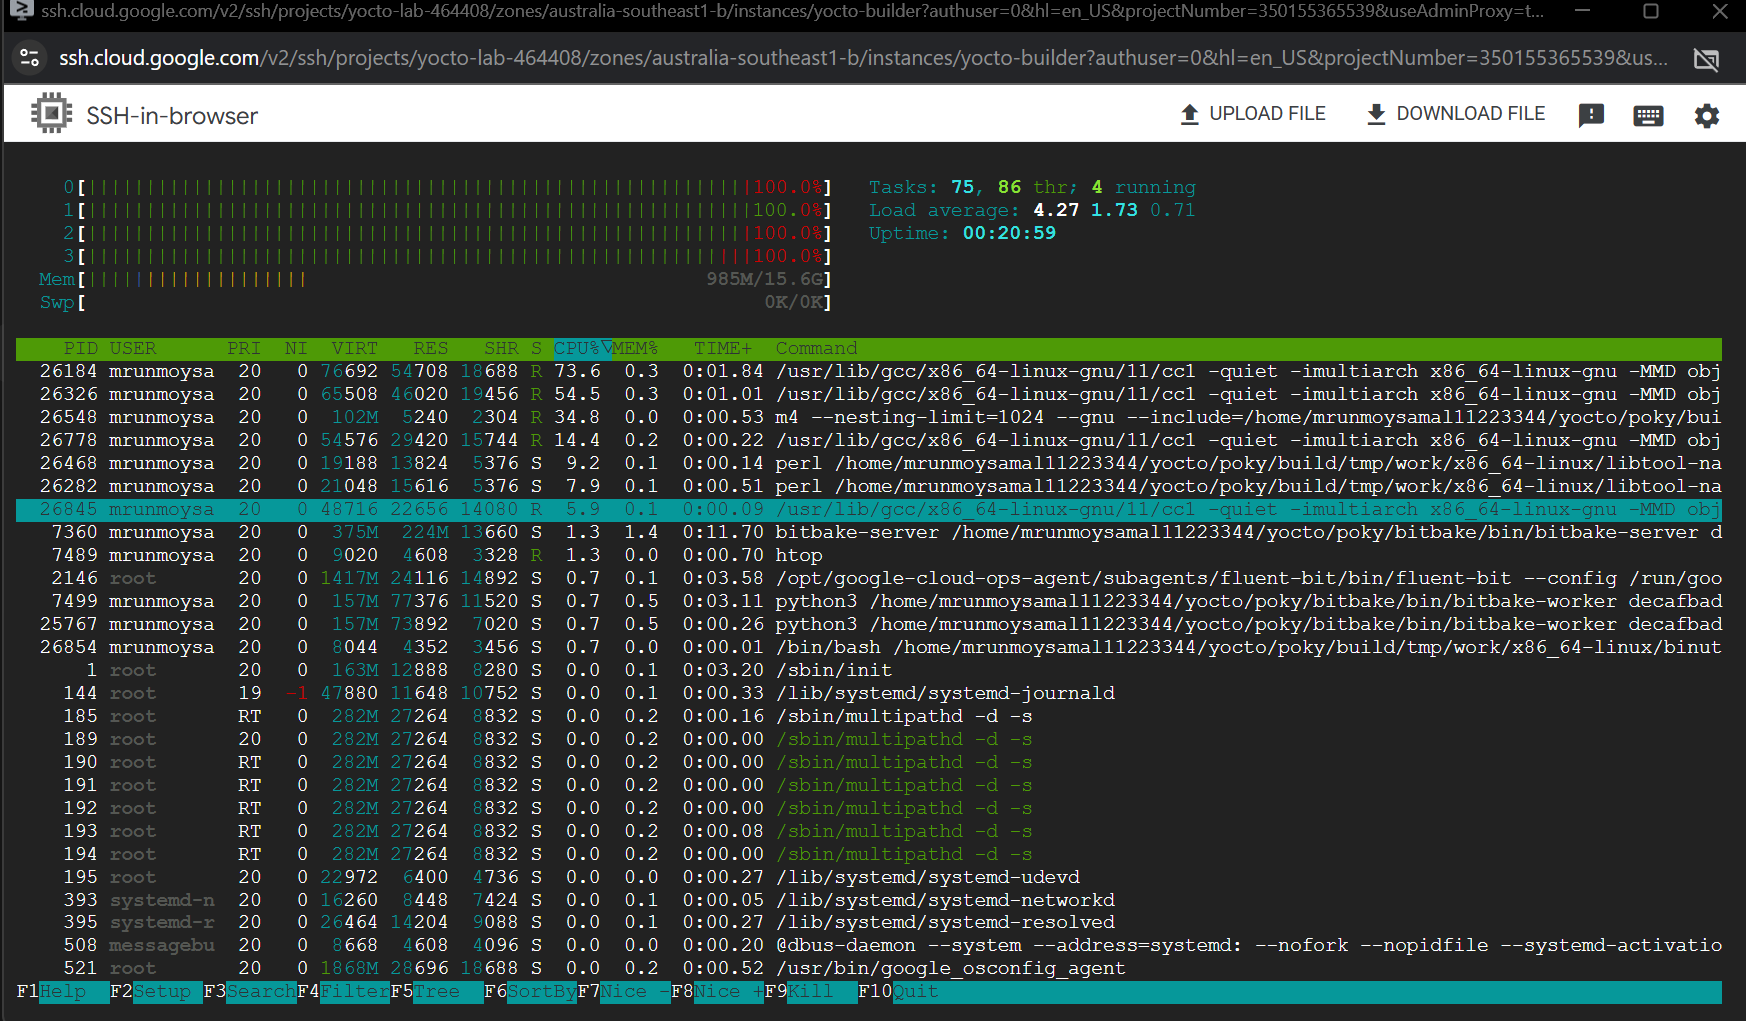 ssh.cloud.google.com/v2/ssh/projects/yocto-lab-464408/zones/australia-southeast1-b/instances/yocto-builder?authuser=0&hl=en_US&projectNumber=350155365539&useAdminProxy=t...
ssh.cloud.google.com/v2/ssh/projects/yocto-lab-464408/zones/australia-southeast1-b/instances/yocto-builder?authuser=0&hl=en_US&projectNumber=350155365539&us...
SSH-in-browser UPLOAD FILE DOWNLOAD FILE
0[||||||||||||||||||||||||||||||||||||||||||||||||||||||||||100.0%] Tasks: 75, 86 thr; 4 running
1[||||||||||||||||||||||||||||||||||||||||||||||||||||||||||100.0%] Load average: 4.27 1.73 0.71
2[||||||||||||||||||||||||||||||||||||||||||||||||||||||||||100.0%] Uptime: 00:20:59
3[||||||||||||||||||||||||||||||||||||||||||||||||||||||||||100.0%]
Mem[||||||||||||||||||| 985M/15.6G]
Swp[ 0K/0K]
PID USER PRI NI VIRT RES SHR S CPU%▽MEM% TIME+ Command
26184 mrunmoysa 20 0 76692 54708 18688 R 73.6 0.3 0:01.84 /usr/lib/gcc/x86_64-linux-gnu/11/cc1 -quiet -imultiarch x86_64-linux-gnu -MMD obj
26326 mrunmoysa 20 0 65508 46020 19456 R 54.5 0.3 0:01.01 /usr/lib/gcc/x86_64-linux-gnu/11/cc1 -quiet -imultiarch x86_64-linux-gnu -MMD obj
26548 mrunmoysa 20 0 102M 5240 2304 R 34.8 0.0 0:00.53 m4 --nesting-limit=1024 --gnu --include=/home/mrunmoysamal11223344/yocto/poky/bui
26778 mrunmoysa 20 0 54576 29420 15744 R 14.4 0.2 0:00.22 /usr/lib/gcc/x86_64-linux-gnu/11/cc1 -quiet -imultiarch x86_64-linux-gnu -MMD obj
26468 mrunmoysa 20 0 19188 13824 5376 S 9.2 0.1 0:00.14 perl /home/mrunmoysamal11223344/yocto/poky/build/tmp/work/x86_64-linux/libtool-na
26282 mrunmoysa 20 0 21048 15616 5376 S 7.9 0.1 0:00.51 perl /home/mrunmoysamal11223344/yocto/poky/build/tmp/work/x86_64-linux/libtool-na
26845 mrunmoysa 20 0 48716 22656 14080 R 5.9 0.1 0:00.09 /usr/lib/gcc/x86_64-linux-gnu/11/cc1 -quiet -imultiarch x86_64-linux-gnu -MMD obj
7360 mrunmoysa 20 0 375M 224M 13660 S 1.3 1.4 0:11.70 bitbake-server /home/mrunmoysamal11223344/yocto/poky/bitbake/bin/bitbake-server d
7489 mrunmoysa 20 0 9020 4608 3328 R 1.3 0.0 0:00.70 htop
2146 root 20 0 1417M 24116 14892 S 0.7 0.1 0:03.58 /opt/google-cloud-ops-agent/subagents/fluent-bit/bin/fluent-bit --config /run/goo
7499 mrunmoysa 20 0 157M 77376 11520 S 0.7 0.5 0:03.11 python3 /home/mrunmoysamal11223344/yocto/poky/bitbake/bin/bitbake-worker decafbad
25767 mrunmoysa 20 0 157M 73892 7020 S 0.7 0.5 0:00.26 python3 /home/mrunmoysamal11223344/yocto/poky/bitbake/bin/bitbake-worker decafbad
26854 mrunmoysa 20 0 8044 4352 3456 S 0.7 0.0 0:00.01 /bin/bash /home/mrunmoysamal11223344/yocto/poky/build/tmp/work/x86_64-linux/binut
1 root 20 0 163M 12888 8280 S 0.0 0.1 0:03.20 /sbin/init
144 root 19 -1 47880 11648 10752 S 0.0 0.1 0:00.33 /lib/systemd/systemd-journald
185 root RT 0 282M 27264 8832 S 0.0 0.2 0:00.16 /sbin/multipathd -d -s
189 root 20 0 282M 27264 8832 S 0.0 0.2 0:00.00 /sbin/multipathd -d -s
190 root RT 0 282M 27264 8832 S 0.0 0.2 0:00.00 /sbin/multipathd -d -s
191 root RT 0 282M 27264 8832 S 0.0 0.2 0:00.00 /sbin/multipathd -d -s
192 root RT 0 282M 27264 8832 S 0.0 0.2 0:00.00 /sbin/multipathd -d -s
193 root RT 0 282M 27264 8832 S 0.0 0.2 0:00.08 /sbin/multipathd -d -s
194 root RT 0 282M 27264 8832 S 0.0 0.2 0:00.00 /sbin/multipathd -d -s
195 root 20 0 22972 6400 4736 S 0.0 0.0 0:00.27 /lib/systemd/systemd-udevd
393 systemd-n 20 0 16260 8448 7424 S 0.0 0.1 0:00.05 /lib/systemd/systemd-networkd
395 systemd-r 20 0 26464 14204 9088 S 0.0 0.1 0:00.27 /lib/systemd/systemd-resolved
508 messagebu 20 0 8668 4608 4096 S 0.0 0.0 0:00.20 @dbus-daemon --system --address=systemd: --nofork --nopidfile --systemd-activatio
521 root 20 0 1868M 28696 18688 S 0.0 0.2 0:00.52 /usr/bin/google_osconfig_agent
F1Help F2Setup F3SearchF4FilterF5Tree F6SortByF7Nice -F8Nice +F9Kill F10Quit